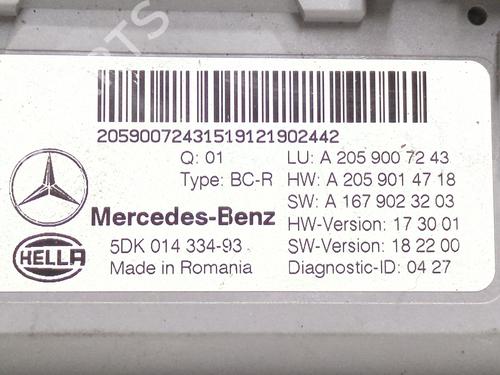 20590072431519121902442
Q: 01
LU: A 205 900 72 43
Type: BC-R
HW: A 205 901 47 18
SW: A 167 902 32 03
Mercedes-Benz
HW-Version: 17 30 01
5DK 014 334-93
SW-Version: 18 22 00
HELLA
Made in Romania
Diagnostic-ID: 04 27